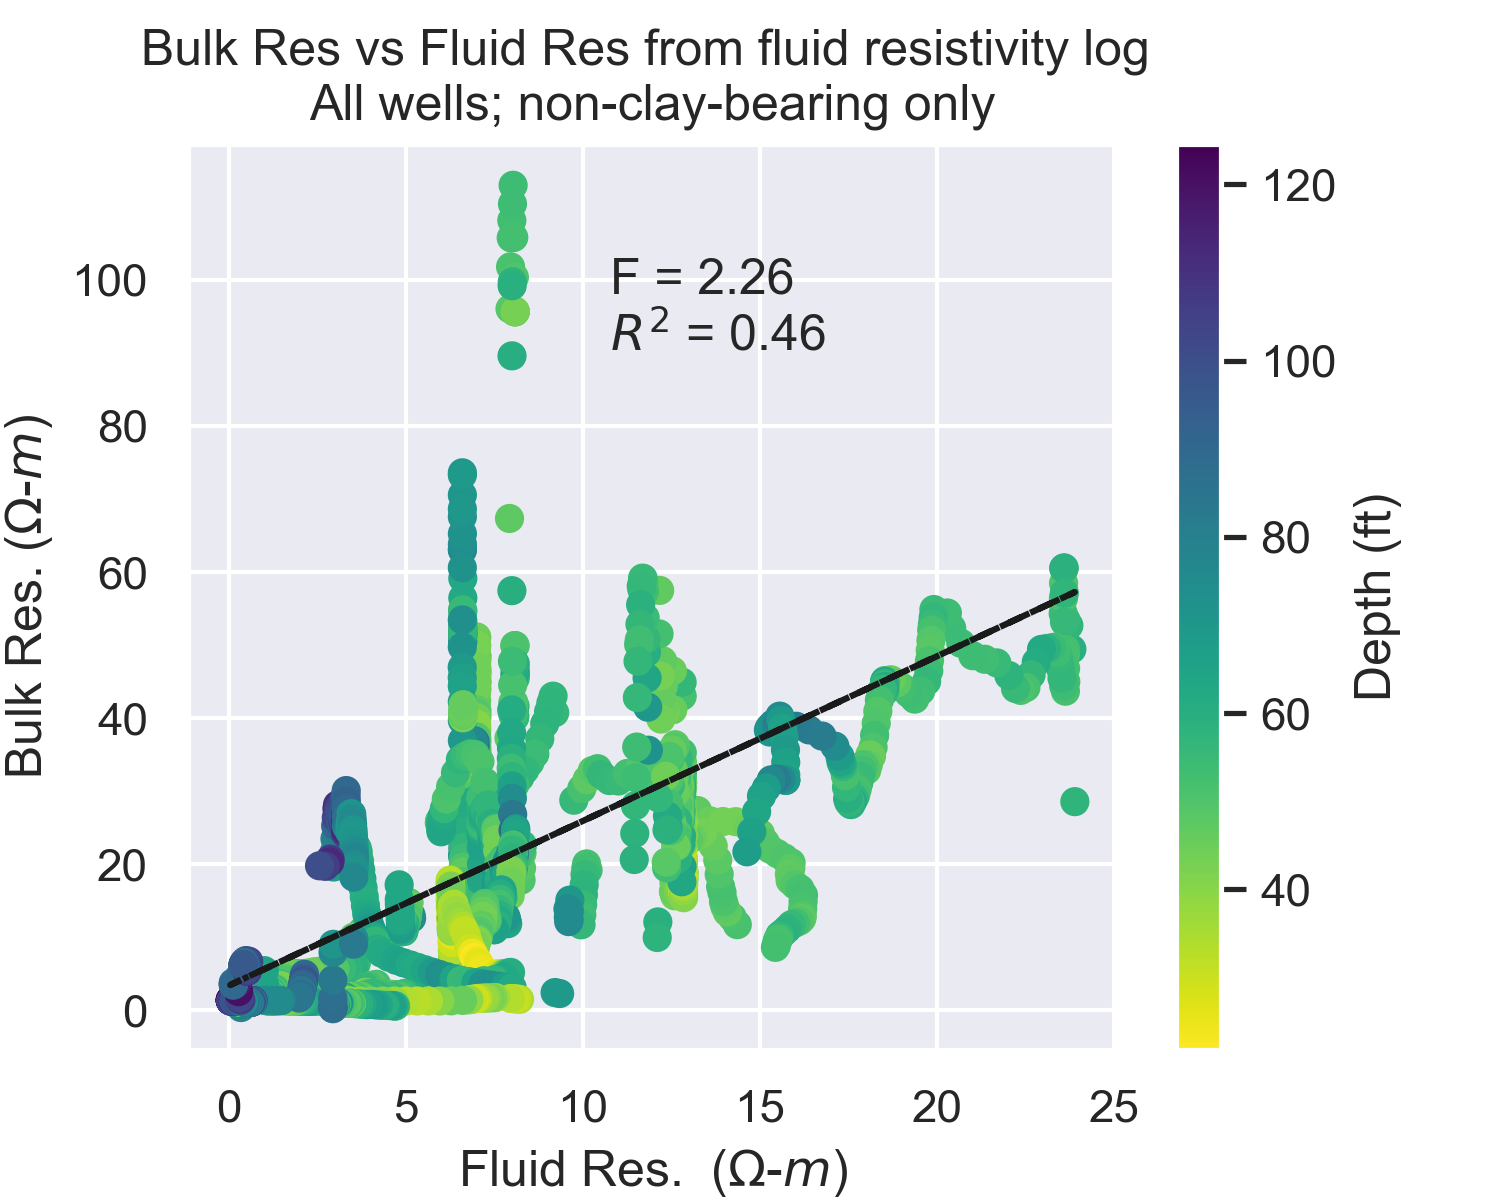 Bulk Res vs Fluid Res from fluid resistivity log
All wells; non-clay-bearing only
F = 2.26
R² = 0.46
Bulk Res. (Ω-m)
100
80
60
40
20
0
0 5 10 15 20 25
Fluid Res. (Ω-m)
120
100
80
60
40
Depth (ft)